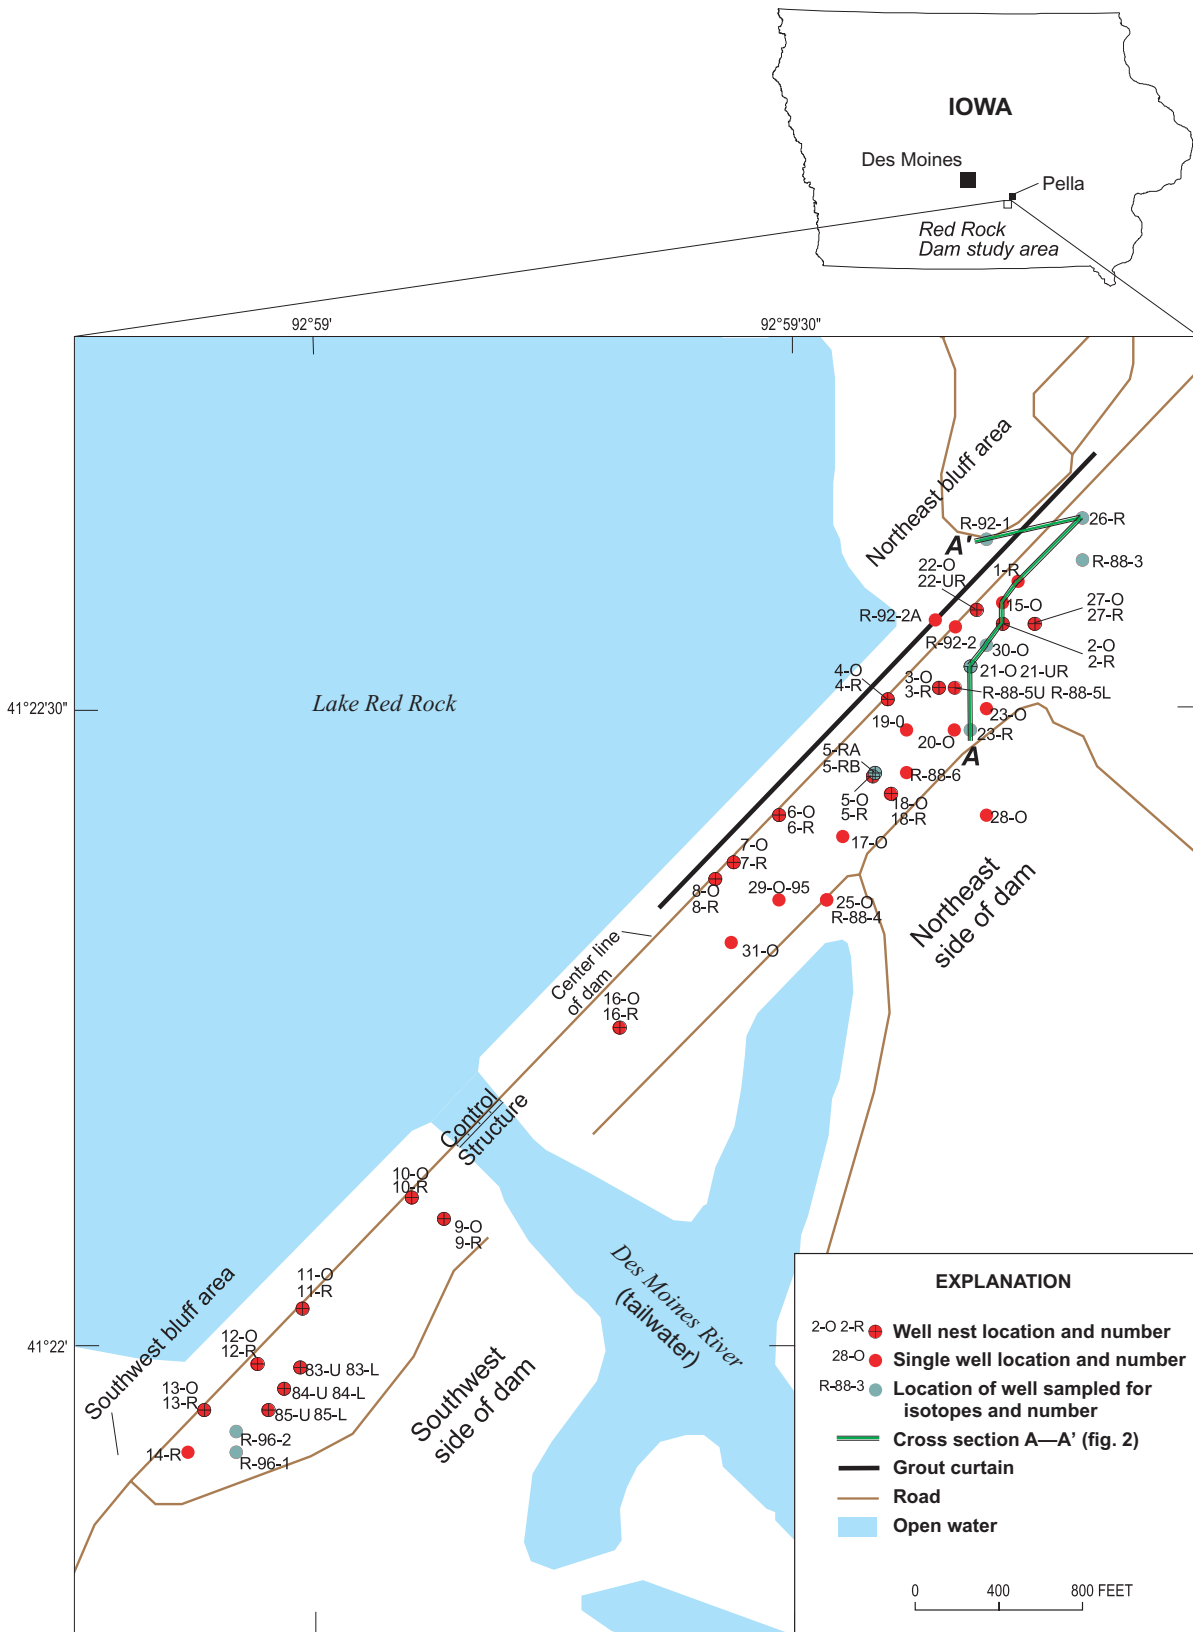 IOWA
Des Moines
Pella
Red Rock
Dam study area
92°59'
92°59'30"
Northeast bluff area
R-92-1
A'
26-R
R-88-3
22-O
22-UR
1-R
15-O
27-O
27-R
R-92-2A
R-92-2
30-O
2-O
2-R
21-O 21-UR
4-O
4-R
3-O
3-R
R-88-5U R-88-5L
41°22'30"
Lake Red Rock
19-0
20-O
23-O
23-R
A
5-RA
5-RB
R-88-6
5-O
5-R
18-O
18-R
28-O
6-O
6-R
17-O
7-O
7-R
8-O
8-R
29-O-95
25-O
R-88-4
Northeast
side of dam
31-O
Center line
of dam
16-O
16-R
Control
Structure
10-O
10-R
9-O
9-R
Des Moines River
(tailwater)
11-O
11-R
Southwest bluff area
41°22'
12-O
12-R
83-U 83-L
84-U 84-L
13-O
13-R
85-U 85-L
Southwest
side of dam
R-96-2
14-R
R-96-1
EXPLANATION
2-O 2-R Well nest location and number
28-O Single well location and number
R-88-3 Location of well sampled for
isotopes and number
Cross section A—A' (fig. 2)
Grout curtain
Road
Open water
0 400 800 FEET